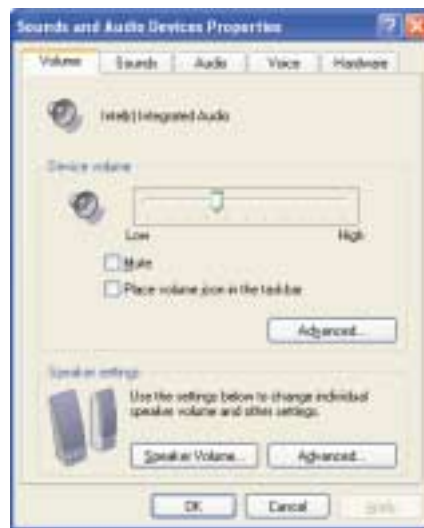 Sounds and Audio Devices Properties
Volume Sounds Audio Voice Hardware
Intel(r) Integrated Audio
Device volume
Low High
Mute
Place volume icon in the taskbar
Advanced...
Speaker settings
Use the settings below to change individual
speaker volume and other settings.
Speaker Volume... Advanced...
OK Cancel Apply